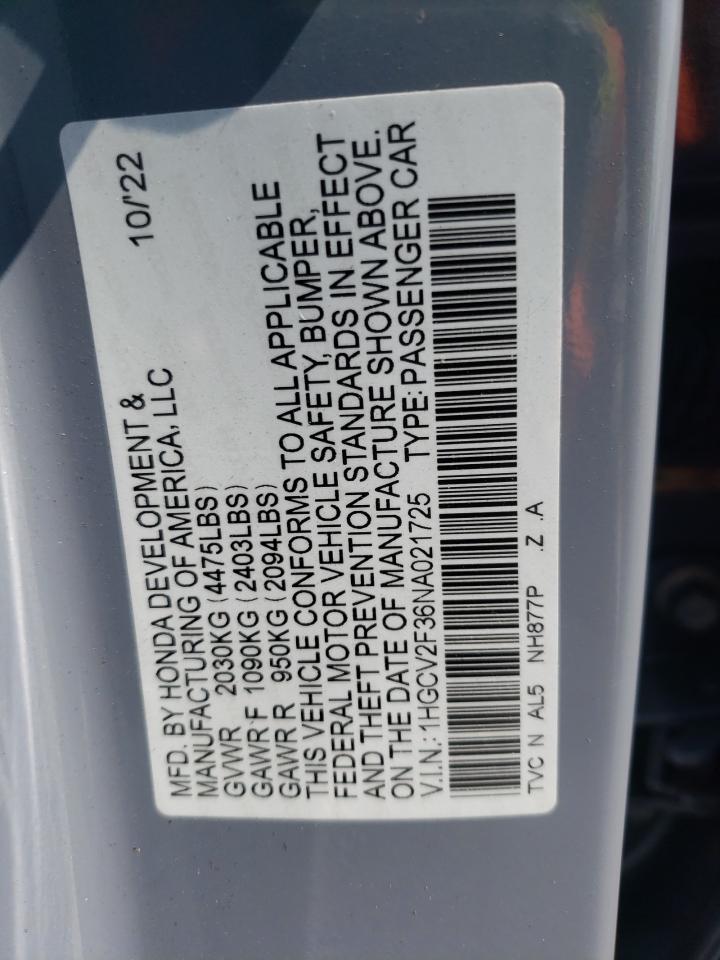 MFD. BY HONDA DEVELOPMENT & 10/'22
MANUFACTURING OF AMERICA, LLC
GVWR 2030KG (4475LBS)
GAWR F 1090KG (2403LBS)
GAWR R 950KG (2094LBS)
THIS VEHICLE CONFORMS TO ALL APPLICABLE
FEDERAL MOTOR VEHICLE SAFETY, BUMPER,
AND THEFT PREVENTION STANDARDS IN EFFECT
ON THE DATE OF MANUFACTURE SHOWN ABOVE.
V.I.N.: 1HGCV2F36NA021725 TYPE: PASSENGER CAR
TVC N AL5 NH877P .Z .A